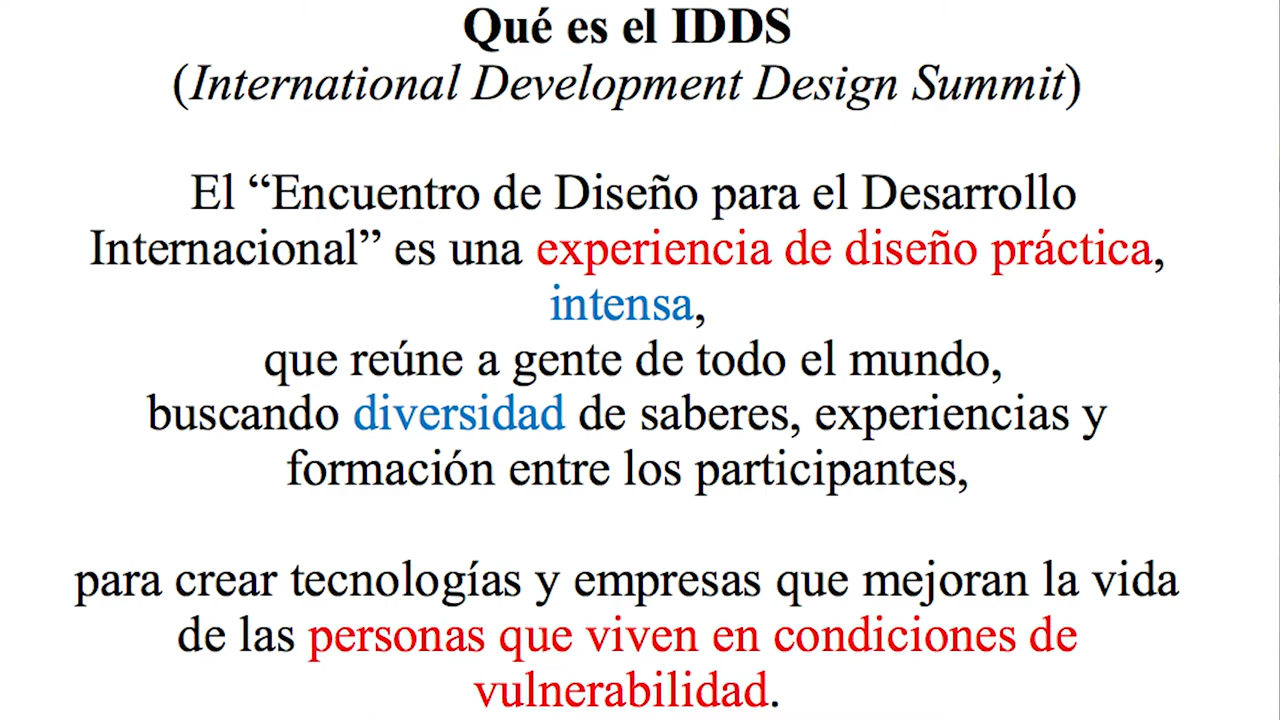 Qué es el IDDS
(International Development Design Summit)
El “Encuentro de Diseño para el Desarrollo
Internacional” es una experiencia de diseño práctica,
intensa,
que reúne a gente de todo el mundo,
buscando diversidad de saberes, experiencias y
formación entre los participantes,
para crear tecnologías y empresas que mejoran la vida
de las personas que viven en condiciones de
vulnerabilidad.